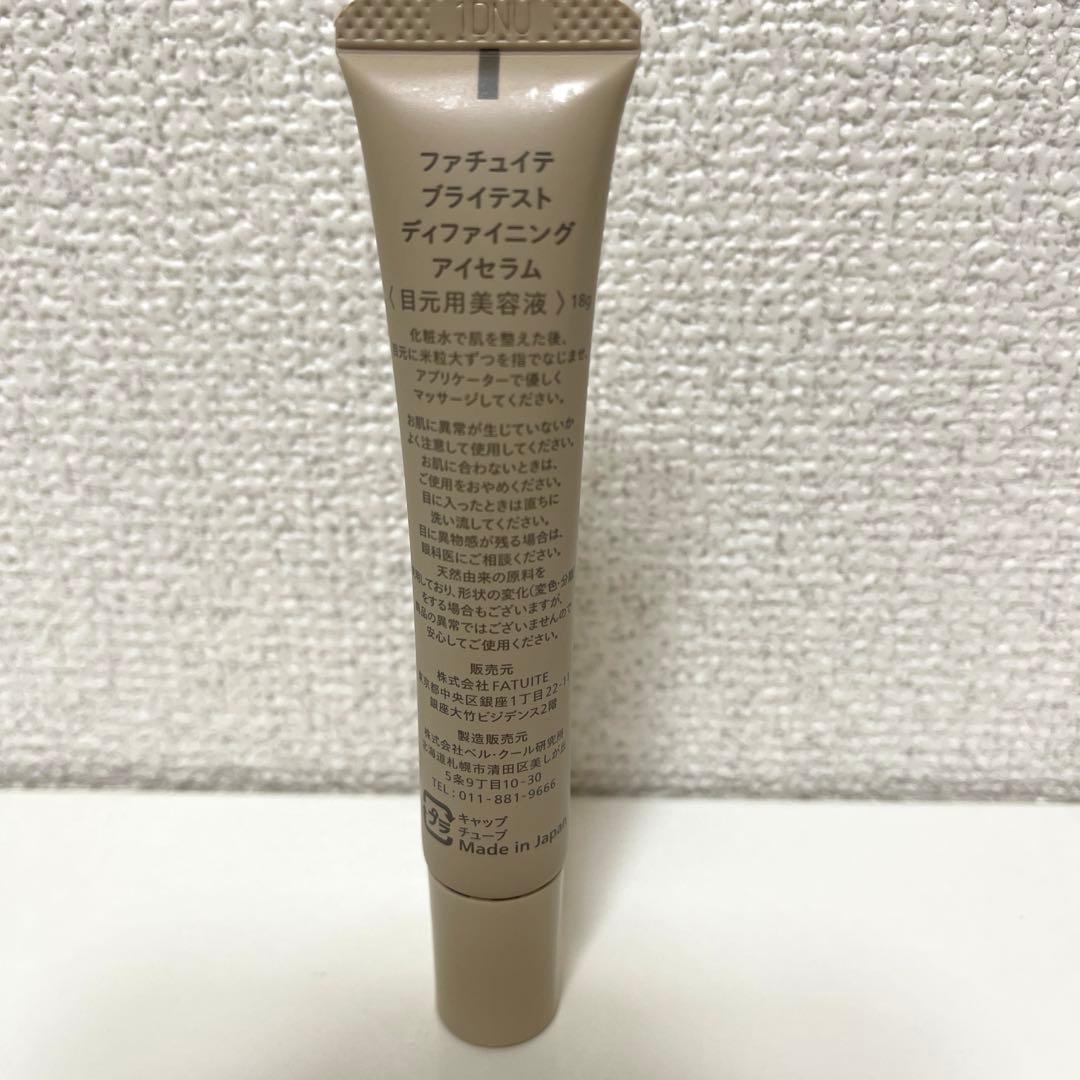 1DNU
ファチュイテ
ブライテスト
ディファイニング
アイセラム
〈目元用美容液〉18g
化粧水で肌を整えた後、
目元に米粒大ずつを指でなじませ、
アプリケーターで優しく
マッサージしてください。
お肌に異常が生じていないか
よく注意して使用してください。
お肌に合わないときは、
ご使用をおやめください。
目に入ったときは直ちに
洗い流してください。
目に異物感が残る場合は、
眼科医にご相談ください。
天然由来の原料を
用しており、形状の変化(変色・分離
をする場合もございますが、
商品の異常ではございませんので
安心してご使用ください。
販売元
株式会社FATUITE
東京都中央区銀座1丁目22-11
銀座大竹ビジデンス2階
製造販売元
株式会社ベル・クール研究所
北海道札幌市清田区美しが丘
5条9丁目10-30
TEL:011-881-9666
プラ
キャップ
チューブ
Made in Japan